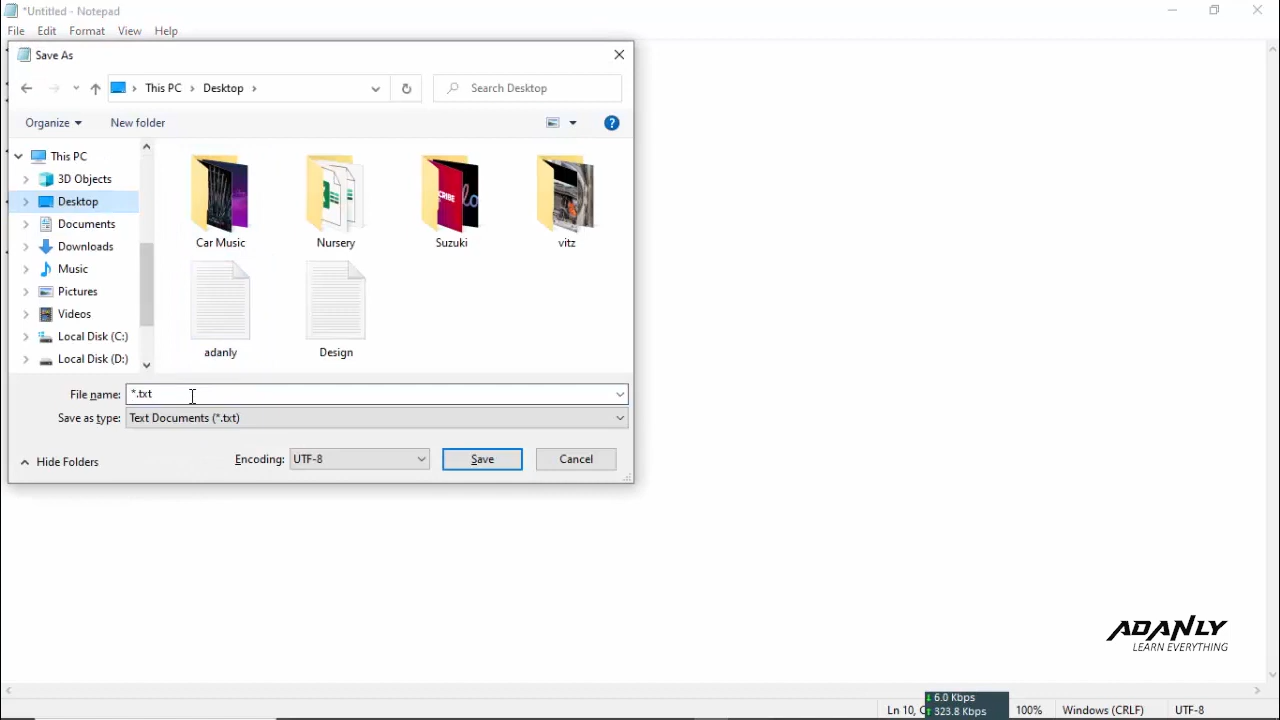 *Untitled - Notepad
File Edit Format View Help
Save As
This PC Desktop
Search Desktop
Organize New folder
This PC
3D Objects
Desktop
Documents
Downloads
Music
Pictures
Videos
Local Disk (C:)
Local Disk (D:)
Car Music Nursery Suzuki vitz
adanly Design
File name: *.txt
Save as type: Text Documents (*.txt)
Hide Folders
Encoding: UTF-8
Save Cancel
ADANLY
LEARN EVERYTHING
6.0 Kbps
323.8 Kbps
Ln 10, 100% Windows (CRLF) UTF-8